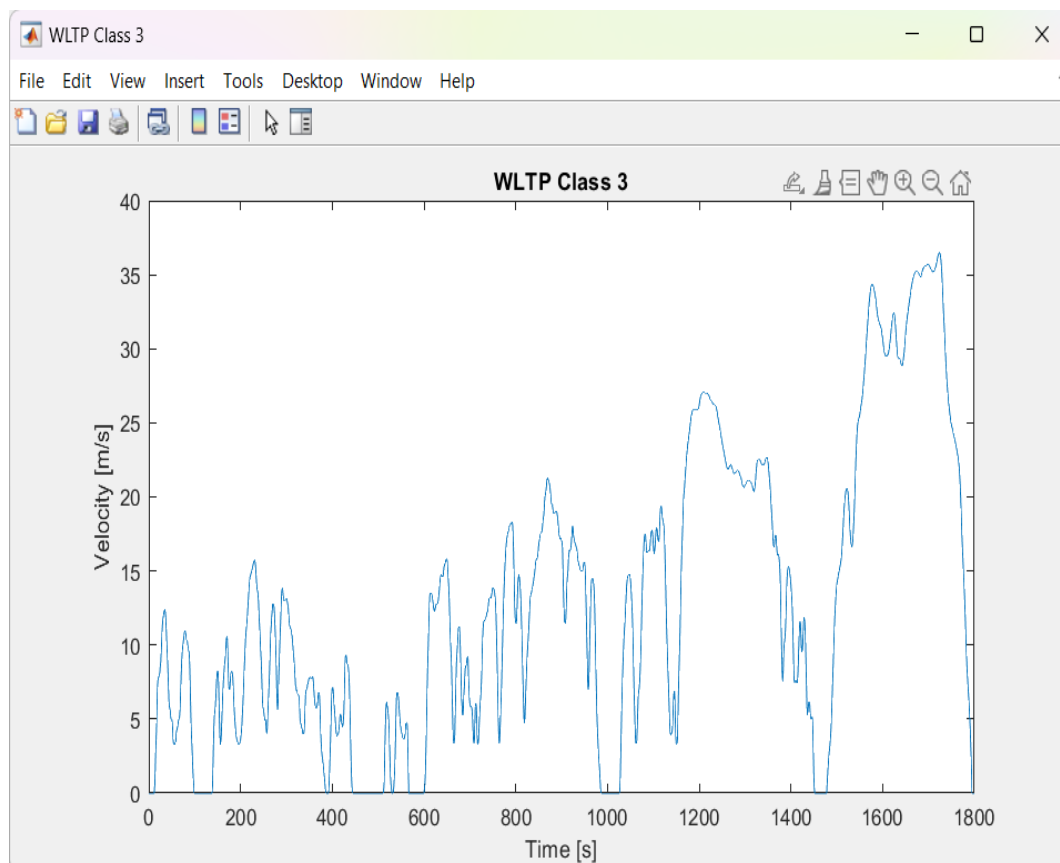 WLTP Class 3
File Edit View Insert Tools Desktop Window Help
WLTP Class 3
40
35
30
25
20
15
10
5
0
Velocity [m/s]
0 200 400 600 800 1000 1200 1400 1600 1800
Time [s]